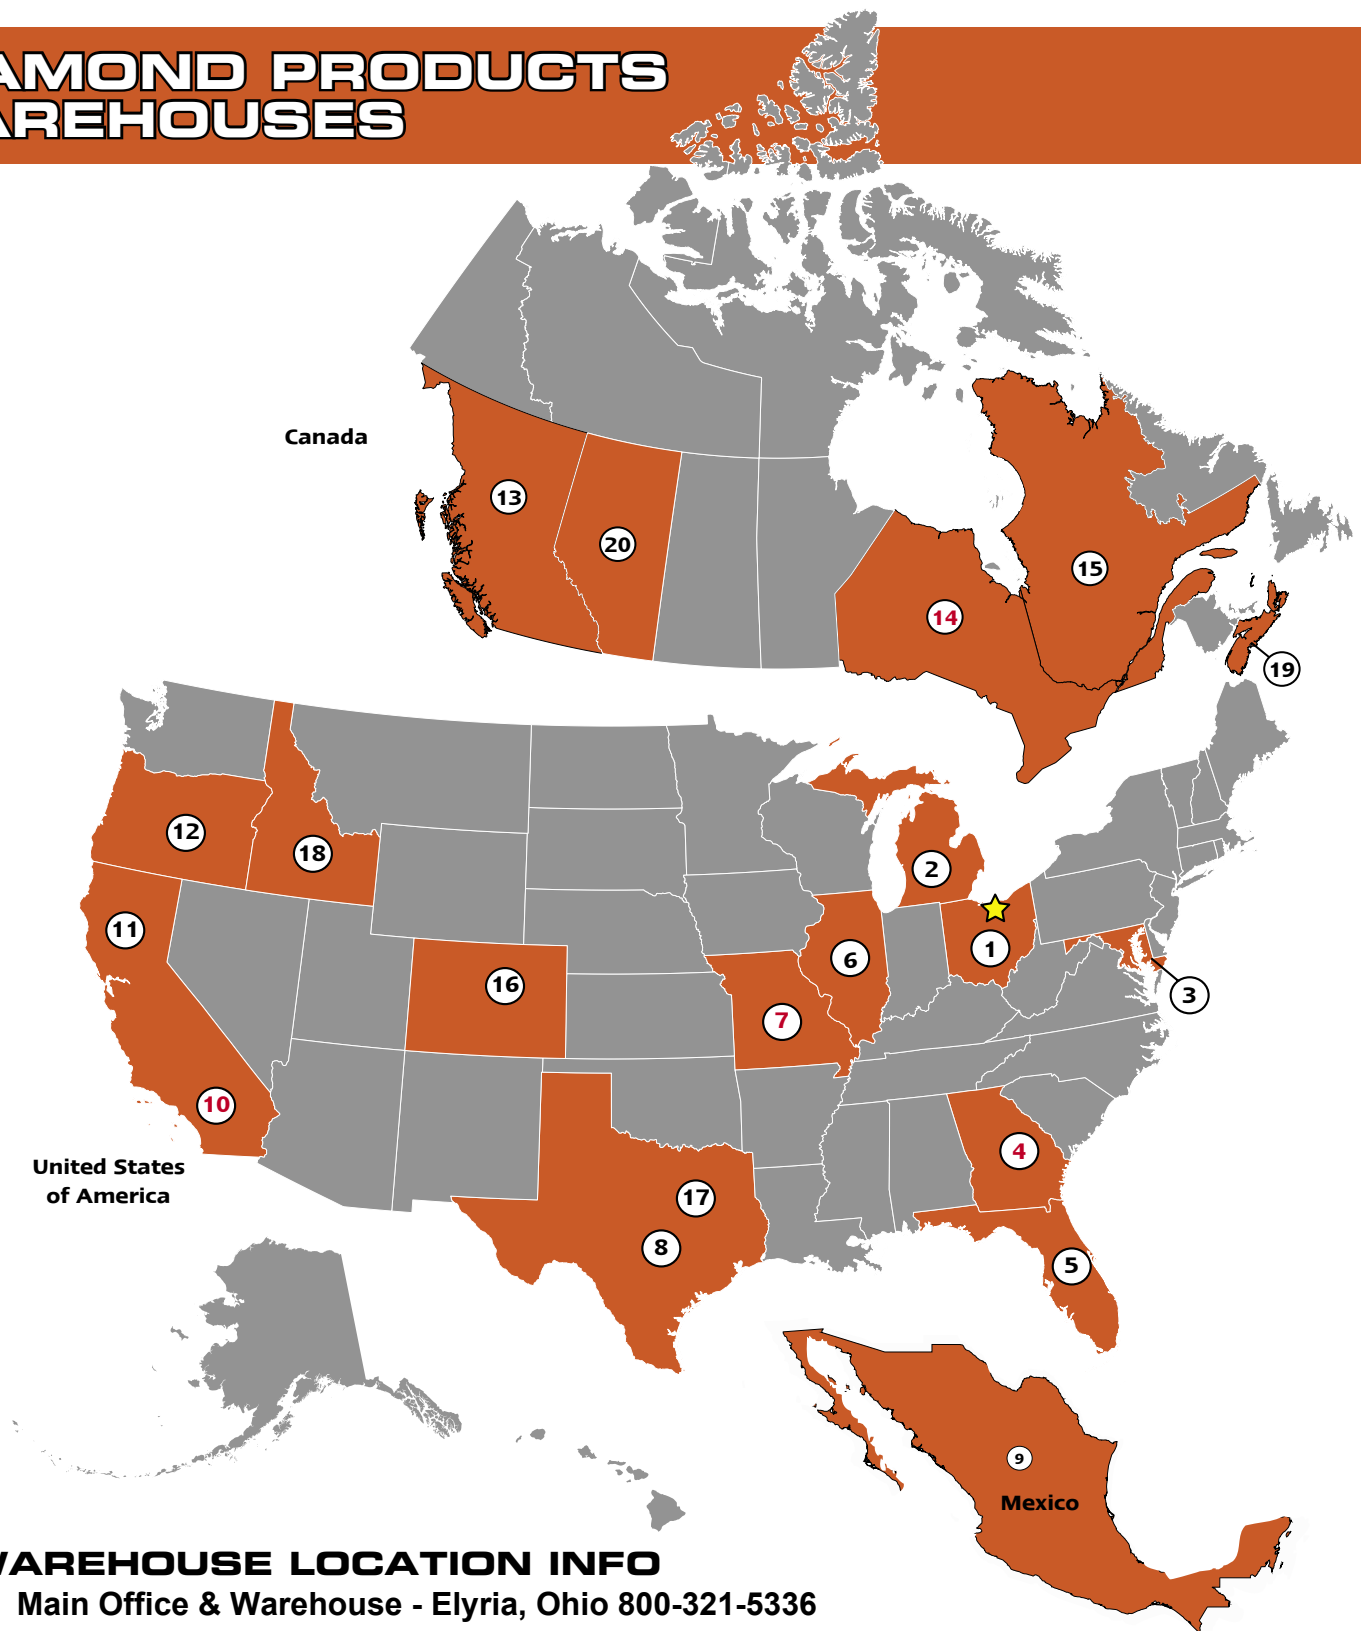 AMOND PRODUCTS
AREHOUSES
Canada
13
20
15
14
19
12
18
2
11
1
6
16
3
7
10
4
United States
of America
17
8
5
9
Mexico
WAREHOUSE LOCATION INFO
Main Office & Warehouse - Elyria, Ohio 800-321-5336